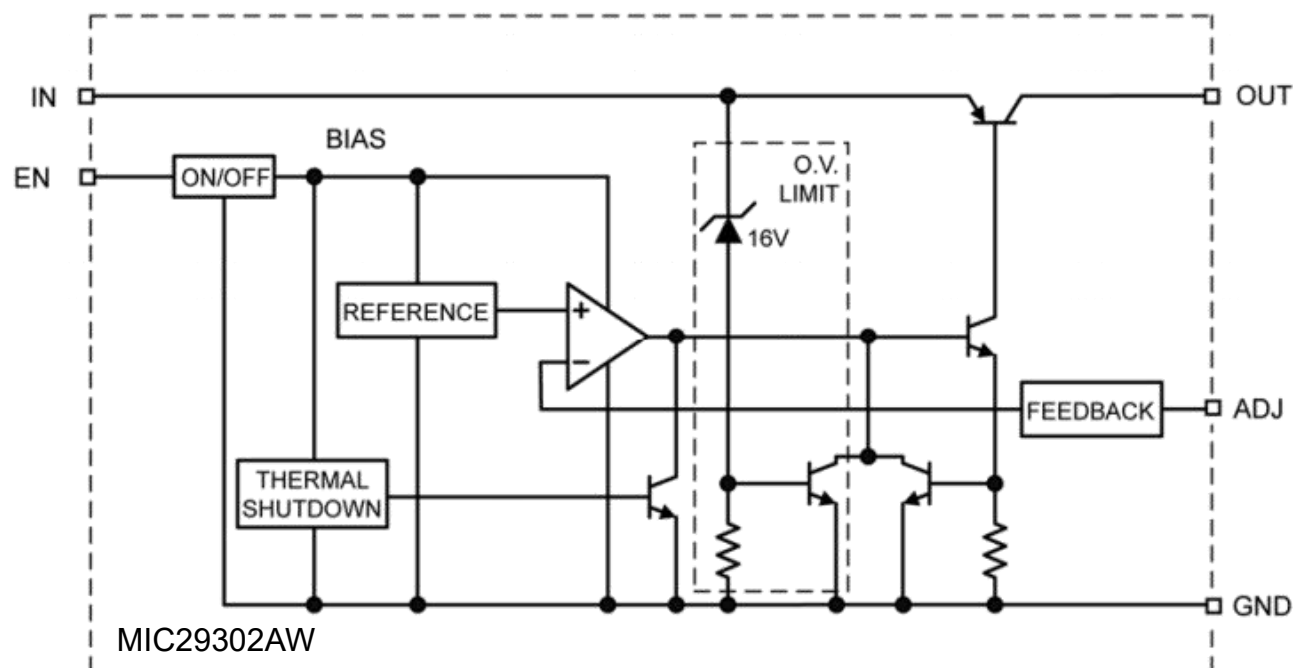 IN
OUT
BIAS
EN
ON/OFF
O.V.
LIMIT
16V
REFERENCE
+
−
FEEDBACK
ADJ
THERMAL
SHUTDOWN
GND
MIC29302AW